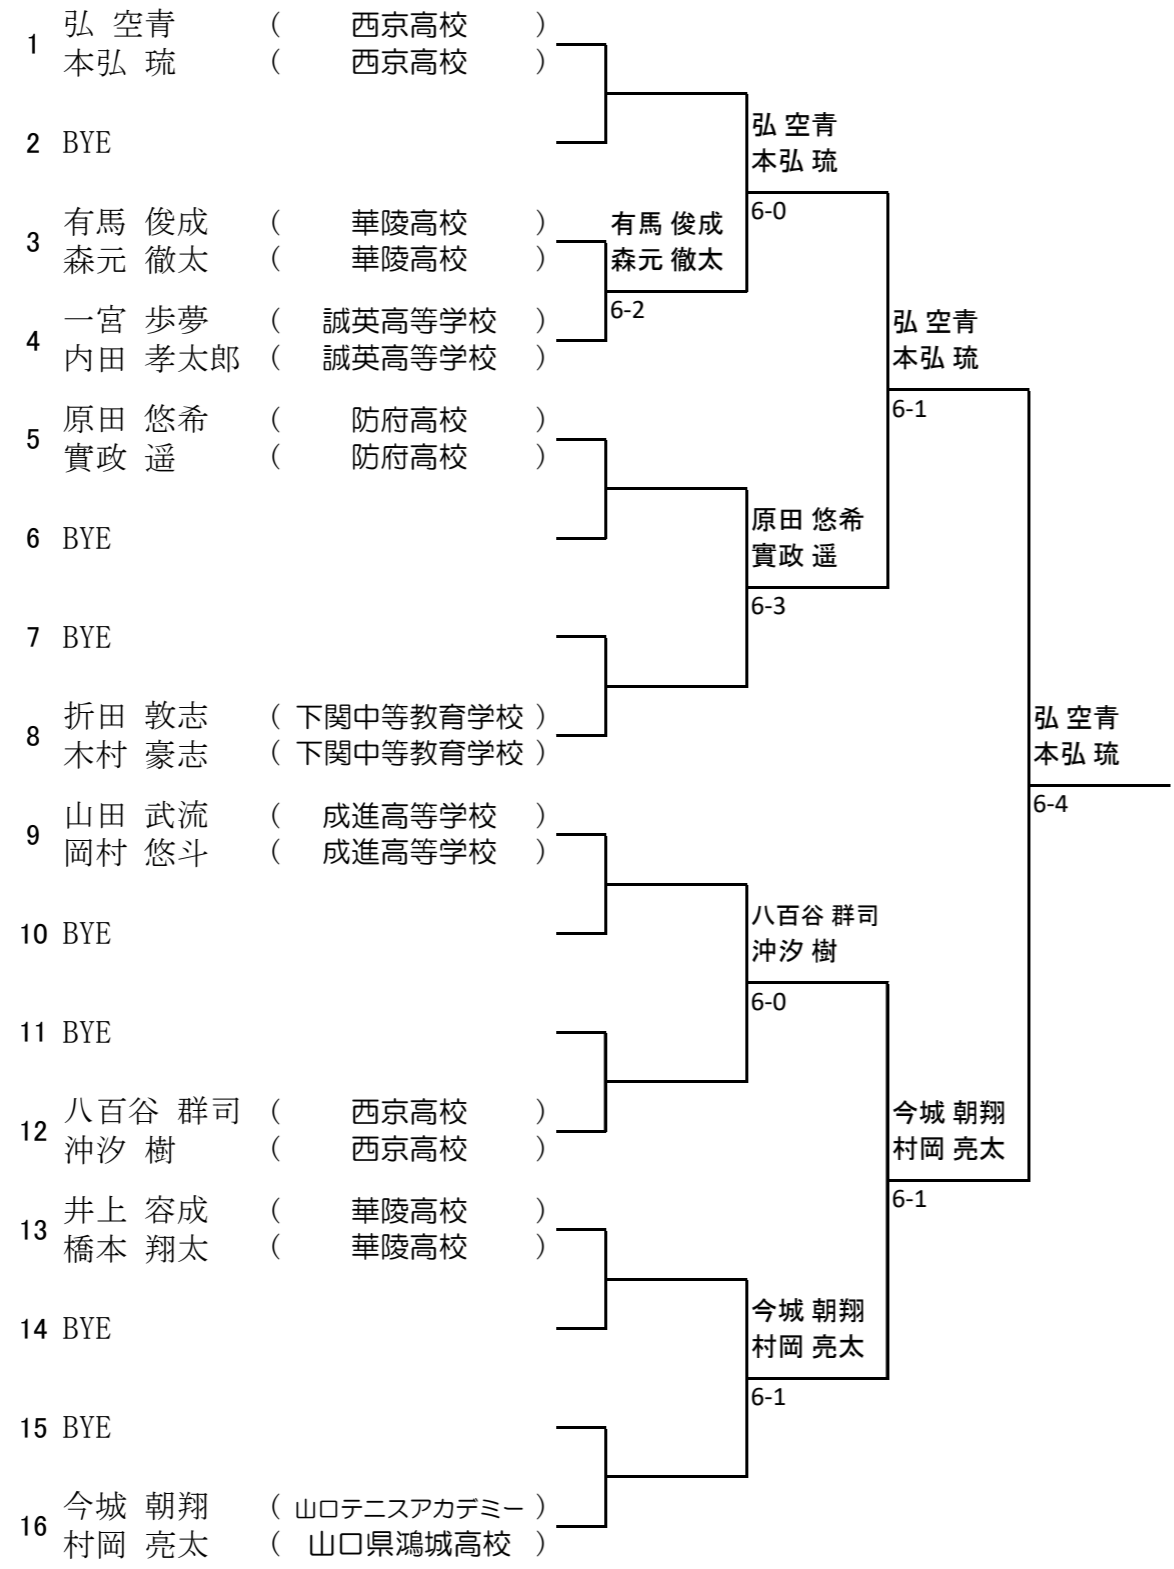 1 弘 空青 ( 西京高校 )
本弘 琉 ( 西京高校 )
2 BYE
3 有馬 俊成 ( 華陵高校 )
森元 徹太 ( 華陵高校 )
4 一宮 歩夢 ( 誠英高等学校 )
内田 孝太郎 ( 誠英高等学校 )
5 原田 悠希 ( 防府高校 )
實政 遥 ( 防府高校 )
6 BYE
7 BYE
8 折田 敦志 ( 下関中等教育学校 )
木村 豪志 ( 下関中等教育学校 )
9 山田 武流 ( 成進高等学校 )
岡村 悠斗 ( 成進高等学校 )
10 BYE
11 BYE
12 八百谷 群司 ( 西京高校 )
沖汐 樹 ( 西京高校 )
13 井上 容成 ( 華陵高校 )
橋本 翔太 ( 華陵高校 )
14 BYE
15 BYE
16 今城 朝翔 ( 山口テニスアカデミー )
村岡 亮太 ( 山口県鴻城高校 )
有馬 俊成
森元 徹太
6-2
弘 空青
本弘 琉
6-0
原田 悠希
實政 遥
6-3
八百谷 群司
沖汐 樹
6-0
今城 朝翔
村岡 亮太
6-1
弘 空青
本弘 琉
6-1
今城 朝翔
村岡 亮太
6-1
弘 空青
本弘 琉
6-4